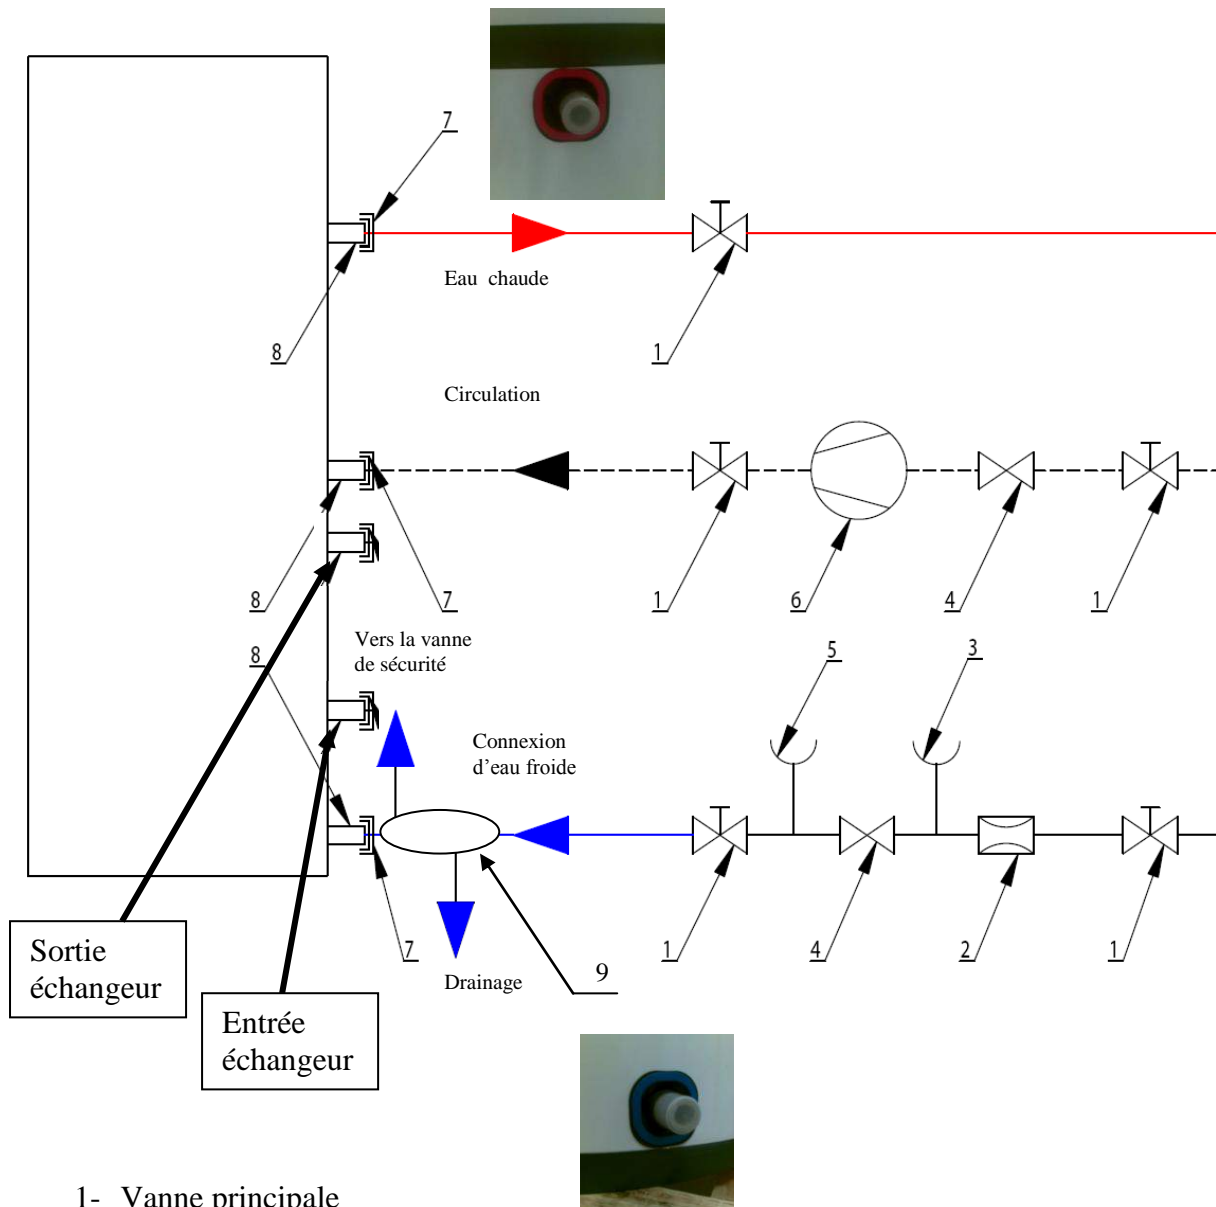 7
Eau chaude
8
1
Circulation
8
7
1
6
4
1
Vers la vanne
de sécurité
8
5
3
Connexion
d'eau froide
7
Drainage
9
1
4
2
1
Sortie
échangeur
Entrée
échangeur
1- Vanne principale